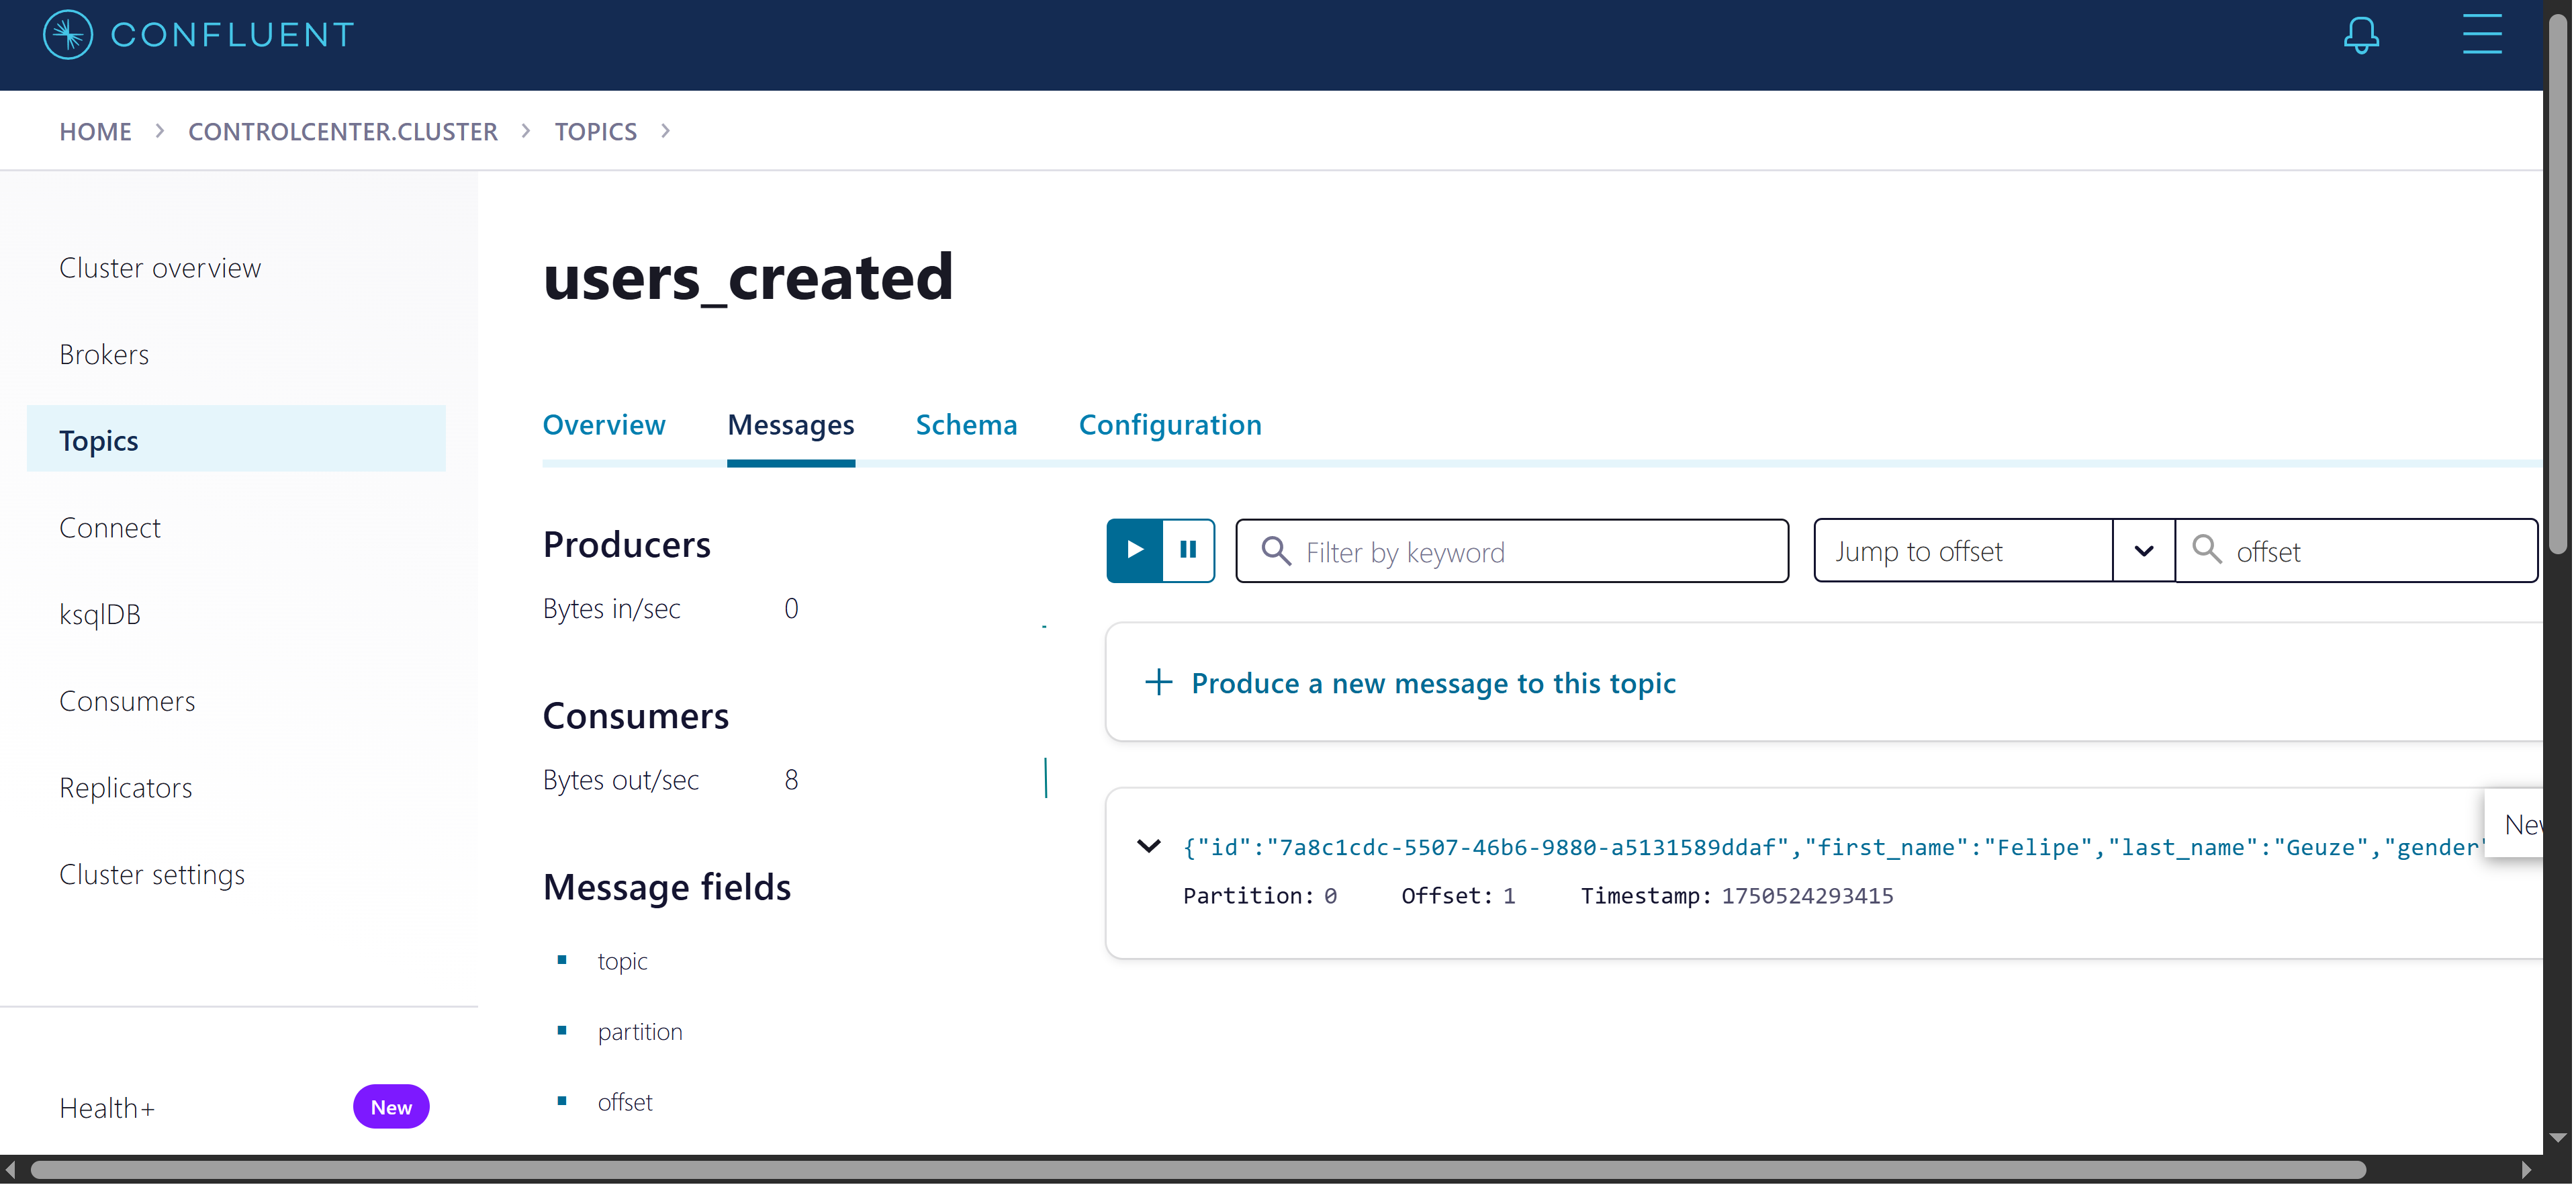 CONFLUENT
HOME > CONTROLCENTER.CLUSTER > TOPICS >
Cluster overview
Brokers
Topics
Connect
ksqlDB
Consumers
Replicators
Cluster settings
Health+ New
users_created
Overview Messages Schema Configuration
Producers
Bytes in/sec 0
Consumers
Bytes out/sec 8
Message fields
topic
partition
offset
Filter by keyword
Jump to offset
offset
+ Produce a new message to this topic
{"id":"7a8c1cdc-5507-46b6-9880-a5131589ddaf","first_name":"Felipe","last_name":"Geuze","gender"
Partition: 0 Offset: 1 Timestamp: 1750524293415